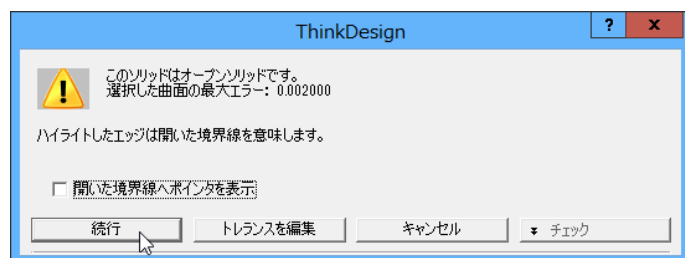 ThinkDesign
? x
このソリッドはオープンソリッドです。
選択した曲面の最大エラー: 0.002000
ハイライトしたエッジは開いた境界線を意味します。
開いた境界線へポインタを表示
続行 トレランスを編集 キャンセル チェック